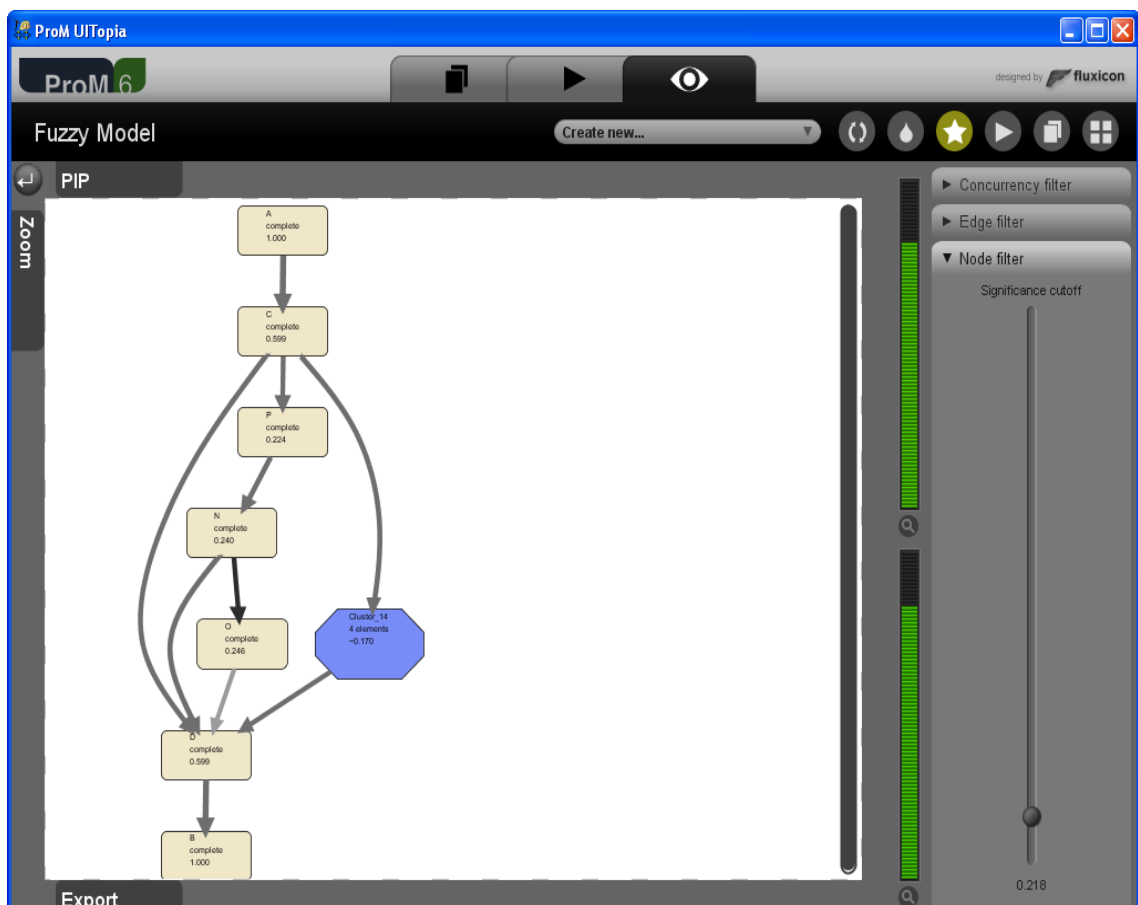 ProM UITopia
ProM 6
designed by fluxicon
Fuzzy Model
Create new...
PIP
Zoom
Concurrency filter
Edge filter
Node filter
Significance cutoff
A
complete
1.000
C
complete
0.599
P
complete
0.224
N
complete
0.240
O
complete
0.246
Cluster_14
4 elements
~0.170
D
complete
0.599
B
complete
1.000
0.218
Export